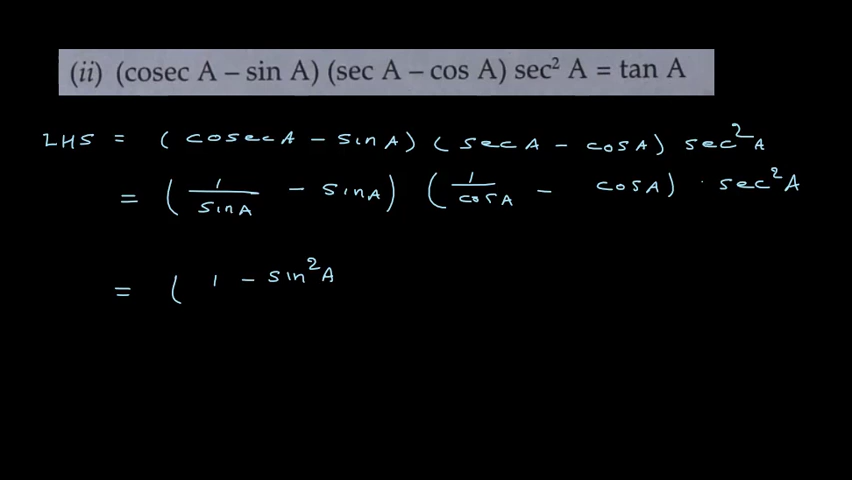 (ii) (cosec A – sin A) (sec A – cos A) sec² A = tan A
LHS = (cosecA - sinA) (secA - cosA) sec²A
= (1/sinA - sinA) (1/cosA - cosA) · sec²A
= ( 1 - sin²A